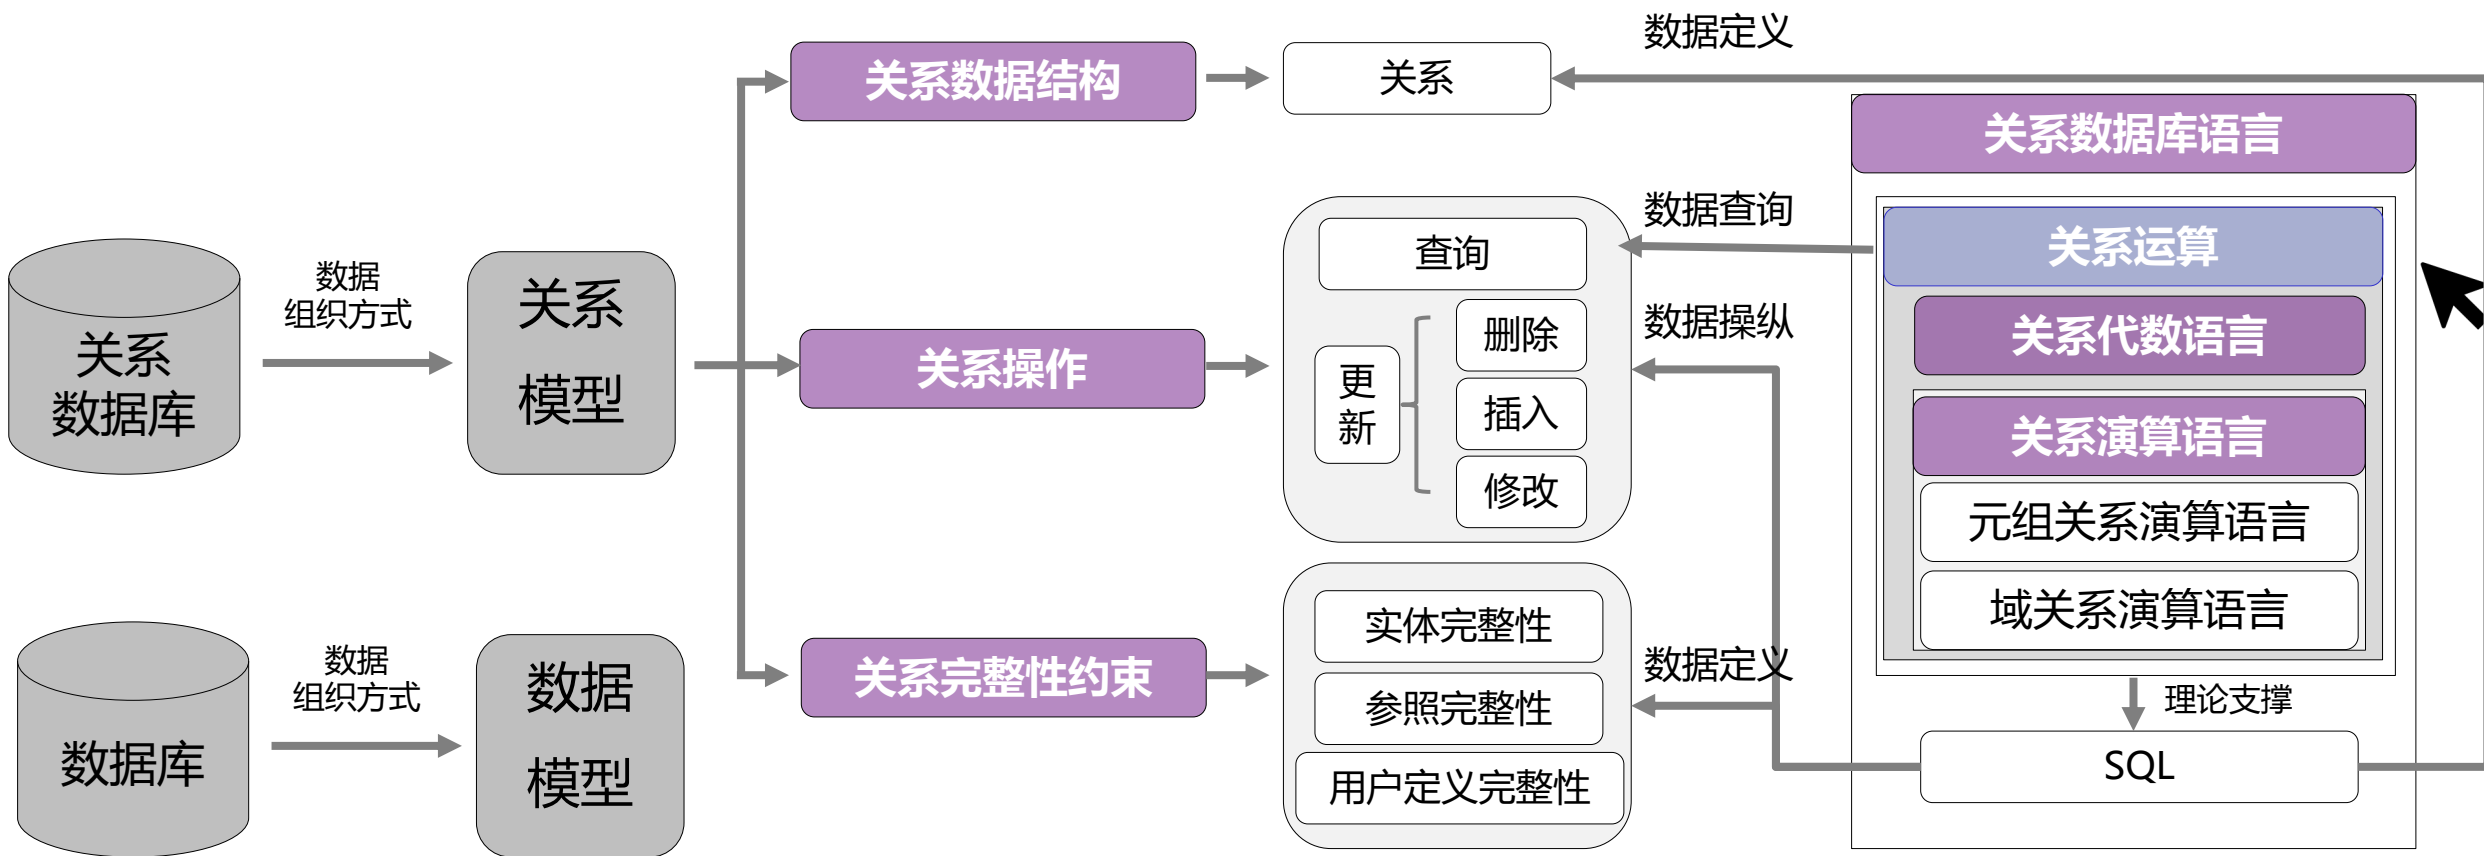 关系
数据库
数据
组织方式
关系
模型
数据库
数据
组织方式
数据
模型
关系数据结构
关系操作
关系完整性约束
关系
查询
更
新
删除
插入
修改
实体完整性
参照完整性
用户定义完整性
数据定义
数据查询
数据操纵
数据定义
关系数据库语言
关系运算
关系代数语言
关系演算语言
元组关系演算语言
域关系演算语言
理论支撑
SQL